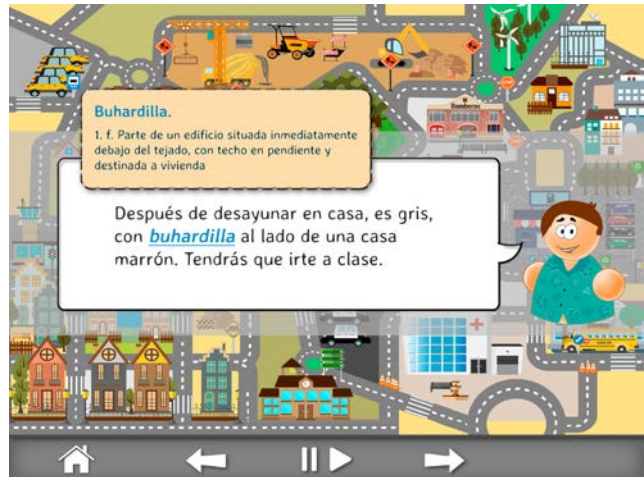 Buhardilla.
1. f. Parte de un edificio situada inmediatamente
debajo del tejado, con techo en pendiente y
destinada a vivienda
Después de desayunar en casa, es gris,
con buhardilla al lado de una casa
marrón. Tendrás que irte a clase.
Bomberos